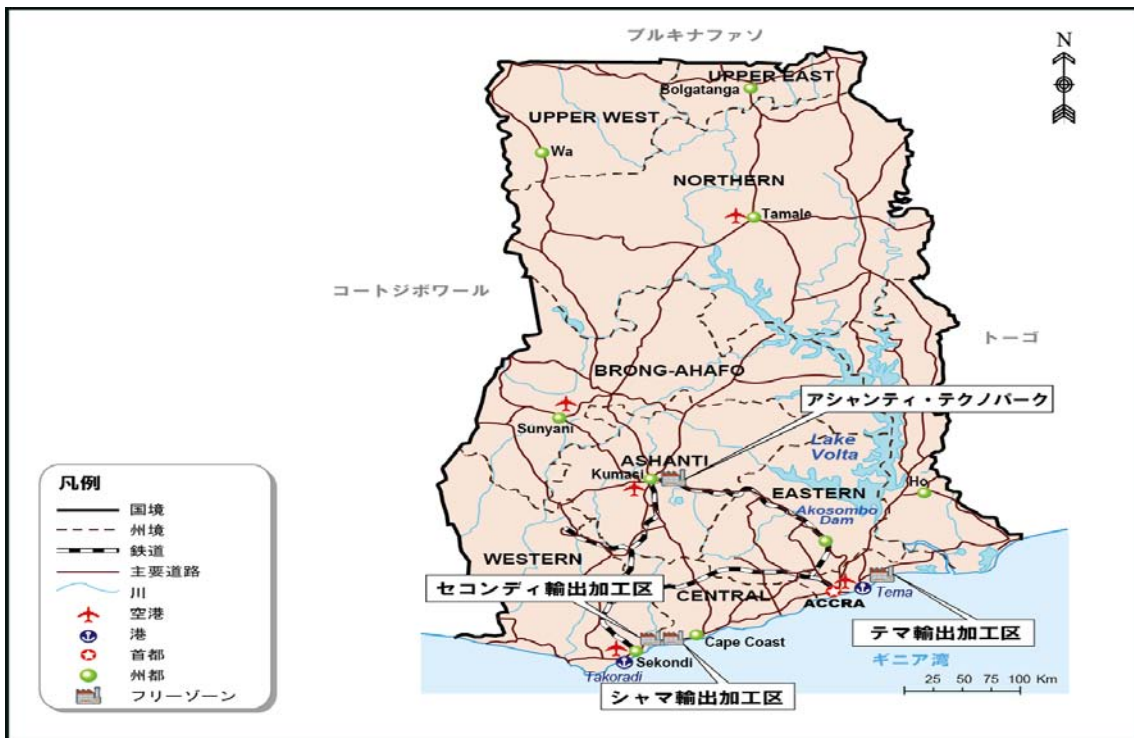 ブルキナファソ
N
UPPER EAST
Bolgatanga
UPPER WEST
Wa
NORTHERN
Tamale
コートジボワール
トーゴ
BRONG-AHAFO
アシャンティ・テクノパーク
Sunyani
Lake
Volta
ASHANTI
Kumasi
Ho
EASTERN
Akosombo
Dam
WESTERN
セコンディ輸出加工区
CENTRAL
ACCRA
Tema
テマ輸出加工区
Cape Coast
ギニア湾
Sekondi
Takoradi
シャマ輸出加工区
25 50 75 100 Km
凡例
国境
州境
鉄道
主要道路
川
空港
港
首都
州都
フリーゾーン